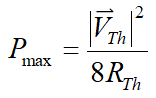 P_max = |V⃗_Th|² / 8R_Th